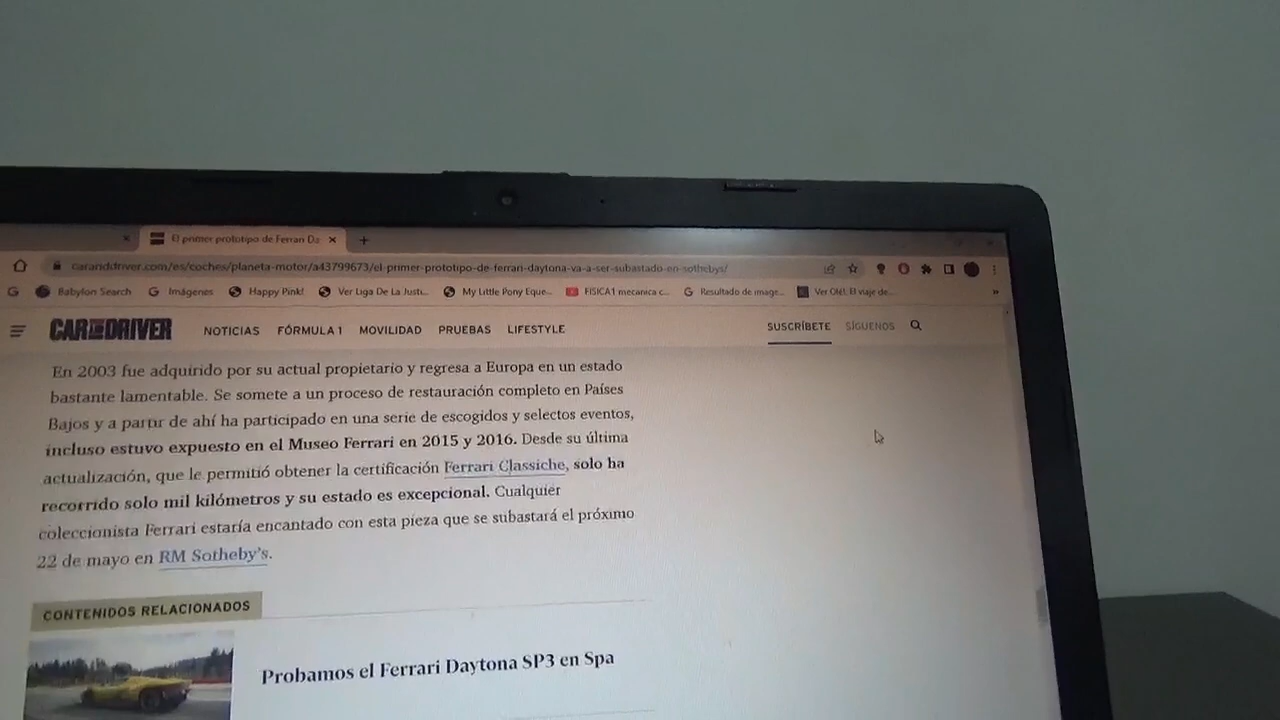 El primer prototipo de Ferrari Da
cararddriver.com/es/coches/planeta-motor/a43799673/el-primer-prototipo-de-ferrari-daytona-va-a-ser-subastado-en-sothebys/
Babylon Search
Imágenes
Happy Pink!
Ver Liga De La Justi...
My Little Pony Eque...
FISICA1 mecanica c...
Resultado de image...
Ver Oh!. El viaje de...
CAR AND DRIVER
NOTICIAS FÓRMULA 1 MOVILIDAD PRUEBAS LIFESTYLE
SUSCRÍBETE SÍGUENOS
En 2003 fue adquirido por su actual propietario y regresa a Europa en un estado
bastante lamentable. Se somete a un proceso de restauración completo en Países
Bajos y a partir de ahí ha participado en una serie de escogidos y selectos eventos,
incluso estuvo expuesto en el Museo Ferrari en 2015 y 2016. Desde su última
actualización, que le permitió obtener la certificación Ferrari Classiche, solo ha
recorrido solo mil kilómetros y su estado es excepcional. Cualquier
coleccionista Ferrari estaría encantado con esta pieza que se subastará el próximo
22 de mayo en RM Sotheby's.
CONTENIDOS RELACIONADOS
Probamos el Ferrari Daytona SP3 en Spa